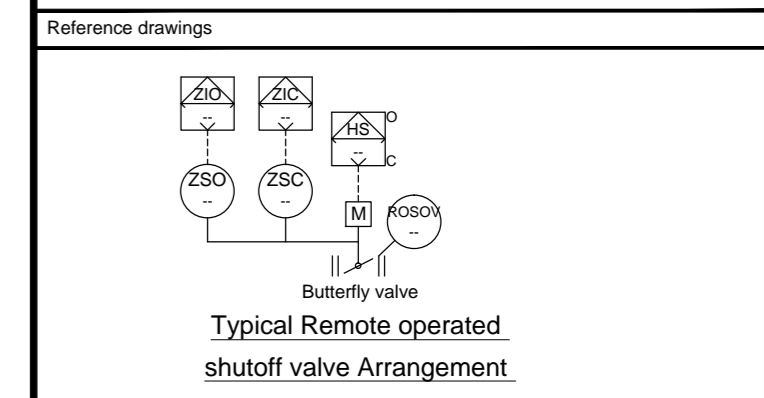 Reference drawings
ZIO
--
ZIC
--
HS
--
O
C
ZSO
--
ZSC
--
M
ROSOV
--
Butterfly valve
Typical Remote operated
shutoff valve Arrangement